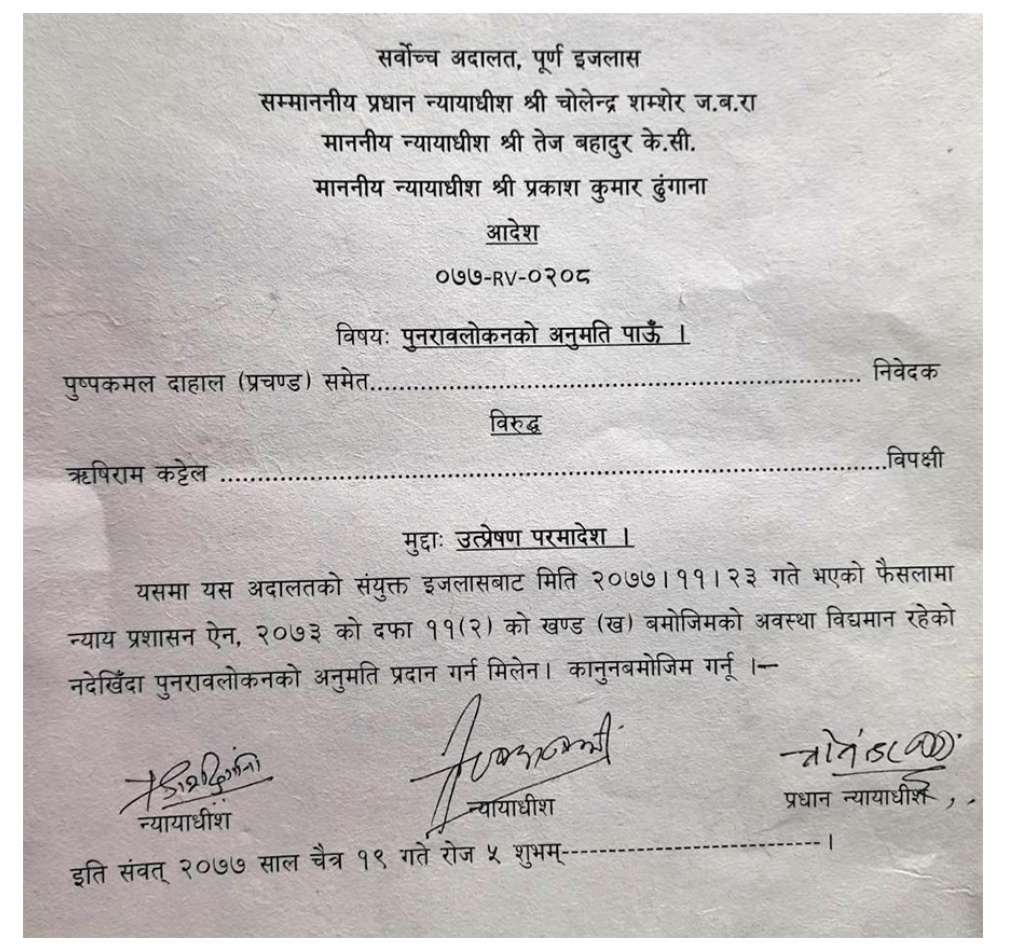 सर्वोच्च अदालत, पूर्ण इजलास
सम्माननीय प्रधान न्यायाधीश श्री चोलेन्द्र शम्शेर ज.ब.रा
माननीय न्यायाधीश श्री तेज बहादुर के.सी.
माननीय न्यायाधीश श्री प्रकाश कुमार ढुंगाना
आदेश
०७७-RV-०२०८
विषयः पुनरावलोकनको अनुमति पाऊँ ।
पुष्पकमल दाहाल (प्रचण्ड) समेत.................................................................. निवेदक
विरुद्ध
ऋषिराम कट्टेल .........................................................................................विपक्षी
मुद्दाः उत्प्रेषण परमादेश ।
यसमा यस अदालतको संयुक्त इजलासबाट मिति २०७७।११।२३ गते भएको फैसलामा
न्याय प्रशासन ऐन, २०७३ को दफा ११(२) को खण्ड (ख) बमोजिमको अवस्था विद्यमान रहेको
नदेखिँदा पुनरावलोकनको अनुमति प्रदान गर्न मिलेन। कानुनबमोजिम गर्नू ।–
न्यायाधीश न्यायाधीश प्रधान न्यायाधीश
इति संवत् २०७७ साल चैत्र १९ गते रोज ५ शुभम्---------------------------।